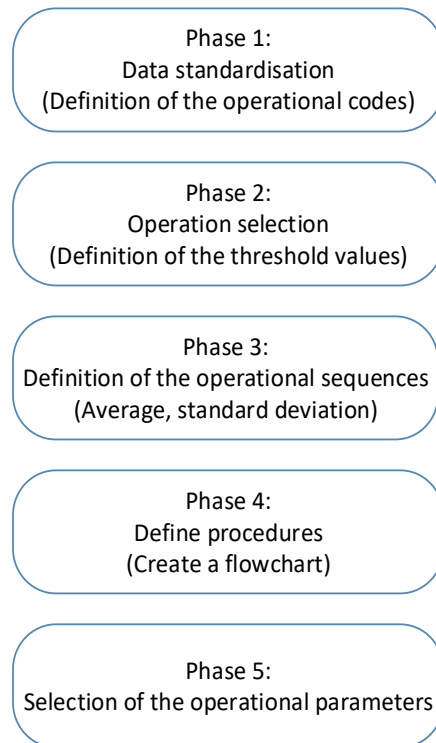 Phase 1:
Data standardisation
(Definition of the operational codes)
Phase 2:
Operation selection
(Definition of the threshold values)
Phase 3:
Definition of the operational sequences
(Average, standard deviation)
Phase 4:
Define procedures
(Create a flowchart)
Phase 5:
Selection of the operational parameters